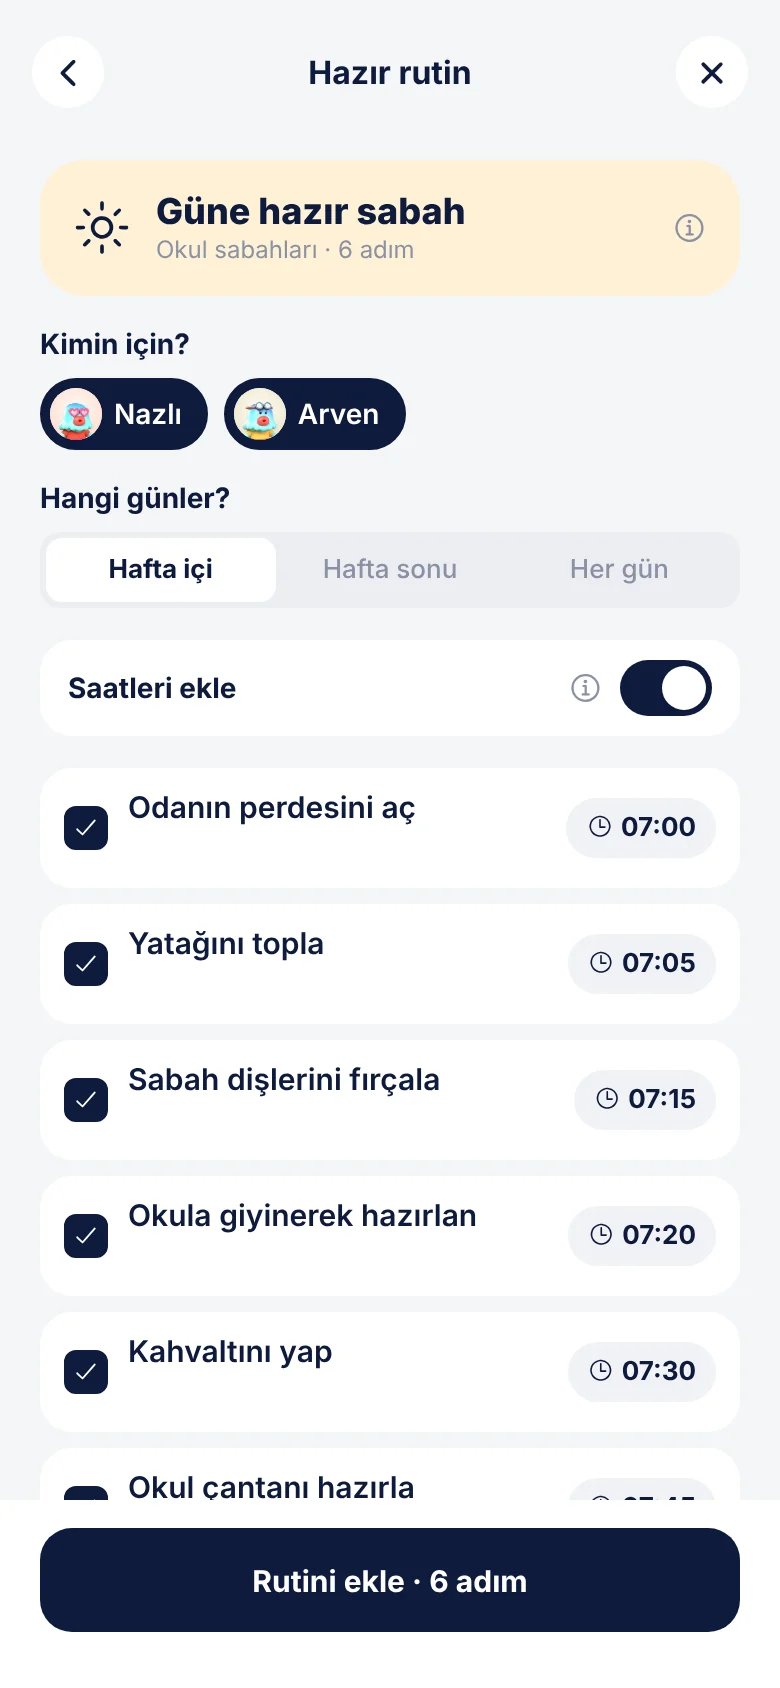 Hazır rutin
Güne hazır sabah
Okul sabahları · 6 adım
Kimin için?
Nazlı
Arven
Hangi günler?
Hafta içi
Hafta sonu
Her gün
Saatleri ekle
Odanın perdesini aç
07:00
Yatağını topla
07:05
Sabah dişlerini fırçala
07:15
Okula giyinerek hazırlan
07:20
Kahvaltını yap
07:30
Okul çantanı hazırla
Rutini ekle · 6 adım